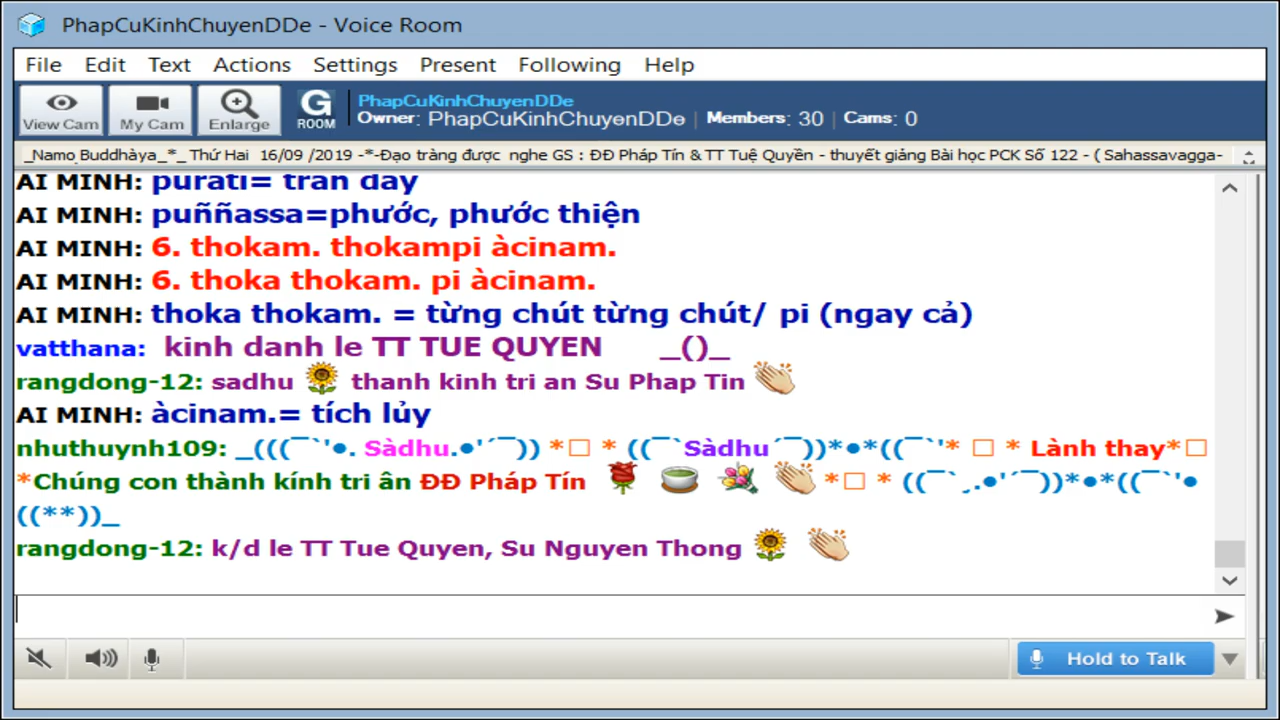 PhapCuKinhChuyenDDe - Voice Room
File Edit Text Actions Settings Present Following Help
View Cam My Cam Enlarge G ROOM
PhapCuKinhChuyenDDe
Owner: PhapCuKinhChuyenDDe | Members: 30 | Cams: 0
_Namo Buddhàya_*_ Thứ Hai 16/09 /2019 -*-Đạo tràng được nghe GS : ĐĐ Pháp Tín & TT Tuệ Quyền - thuyết giảng Bài học PCK Số 122 - ( Sahassavagga-
AI MINH: purati= tràn đầy
AI MINH: puññassa=phước, phước thiện
AI MINH: 6. thokam. thokampi àcinam.
AI MINH: 6. thoka thokam. pi àcinam.
AI MINH: thoka thokam. = từng chút từng chút/ pi (ngay cả)
vatthana: kinh danh le TT TUE QUYEN _()_
rangdong-12: sadhu 🌻 thanh kinh tri an Su Phap Tin 👏
AI MINH: àcinam.= tích lủy
nhuthuynh109: _(((¯`'●. Sàdhu.●'´¯)) *□ * ((¯`Sàdhu´¯))*●*((¯`'* □ * Lành thay*□
*Chúng con thành kính tri ân ĐĐ Pháp Tín 🌹 🍵 💐 👏 *□ * ((¯`¸.●'´¯))*●*((¯`'●
((**))_
rangdong-12: k/d le TT Tue Quyen, Su Nguyen Thong 🌻 👏
Hold to Talk